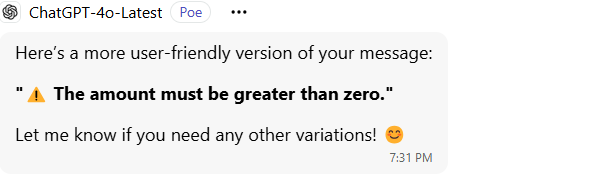 ChatGPT-4o-Latest Poe ...
Here’s a more user-friendly version of your message:
"⚠️ The amount must be greater than zero."
Let me know if you need any other variations! 😊
7:31 PM